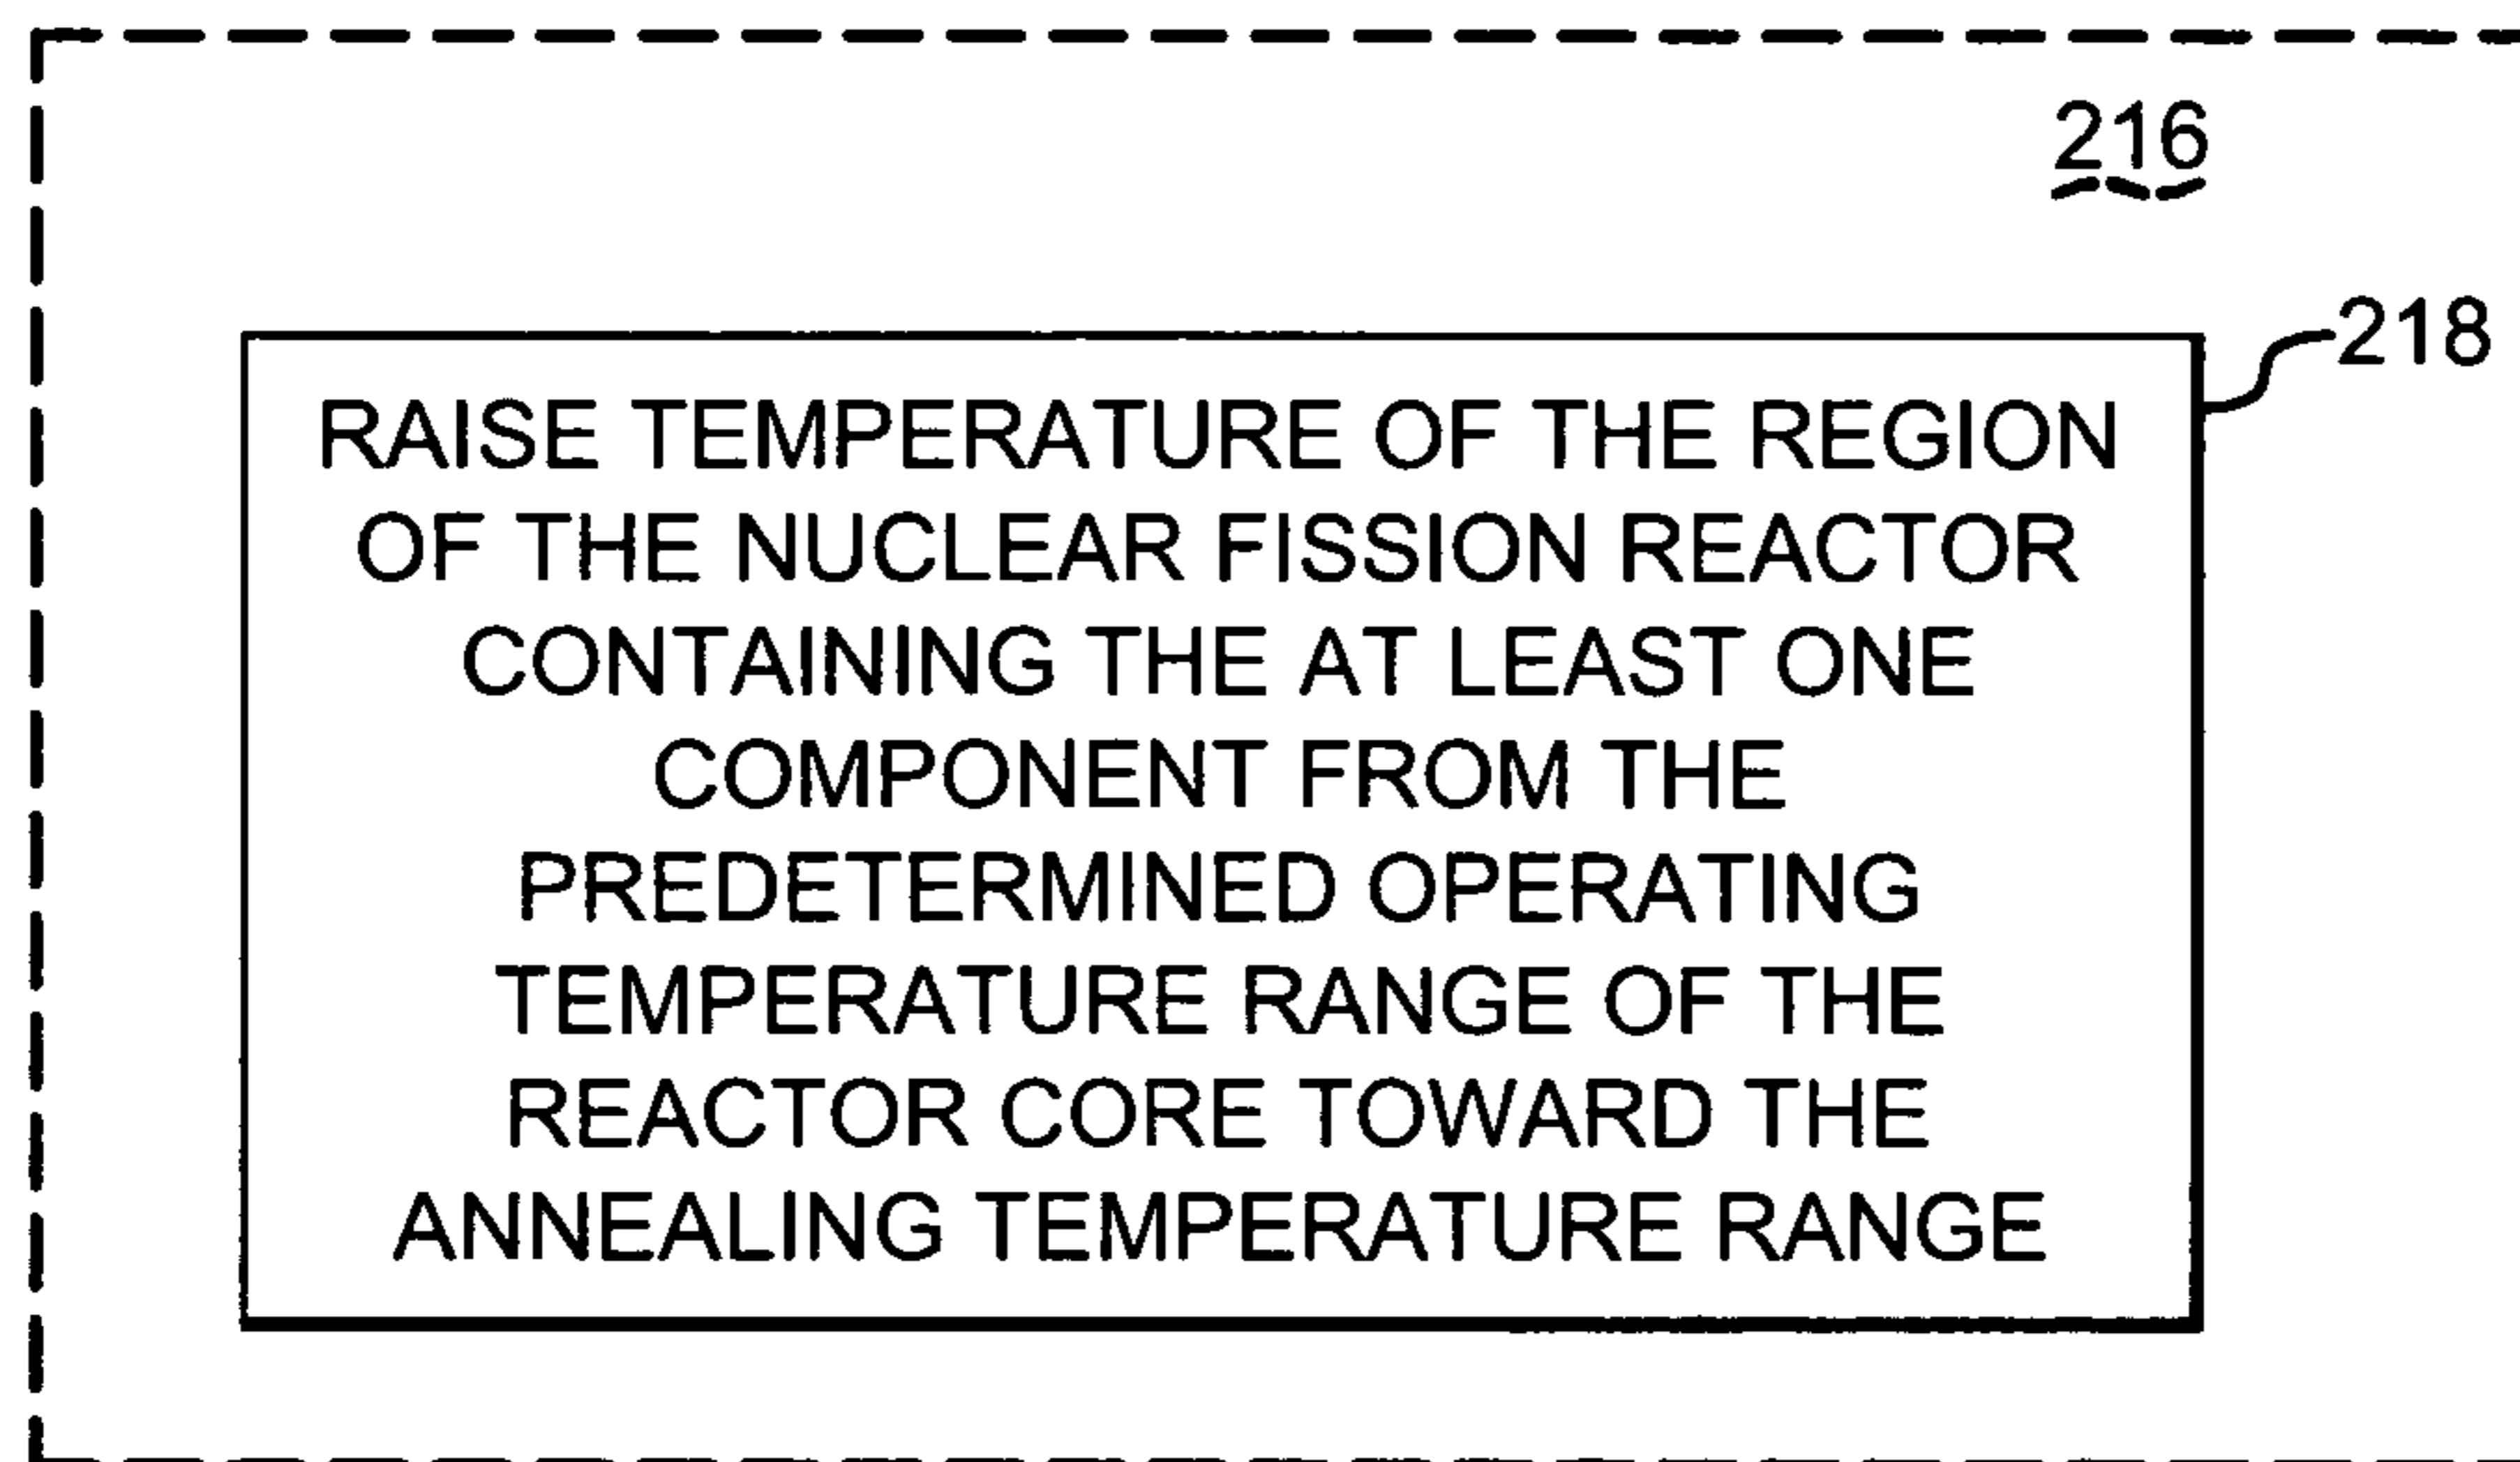 216
218
RAISE TEMPERATURE OF THE REGION
OF THE NUCLEAR FISSION REACTOR
CONTAINING THE AT LEAST ONE
COMPONENT FROM THE
PREDETERMINED OPERATING
TEMPERATURE RANGE OF THE
REACTOR CORE TOWARD THE
ANNEALING TEMPERATURE RANGE